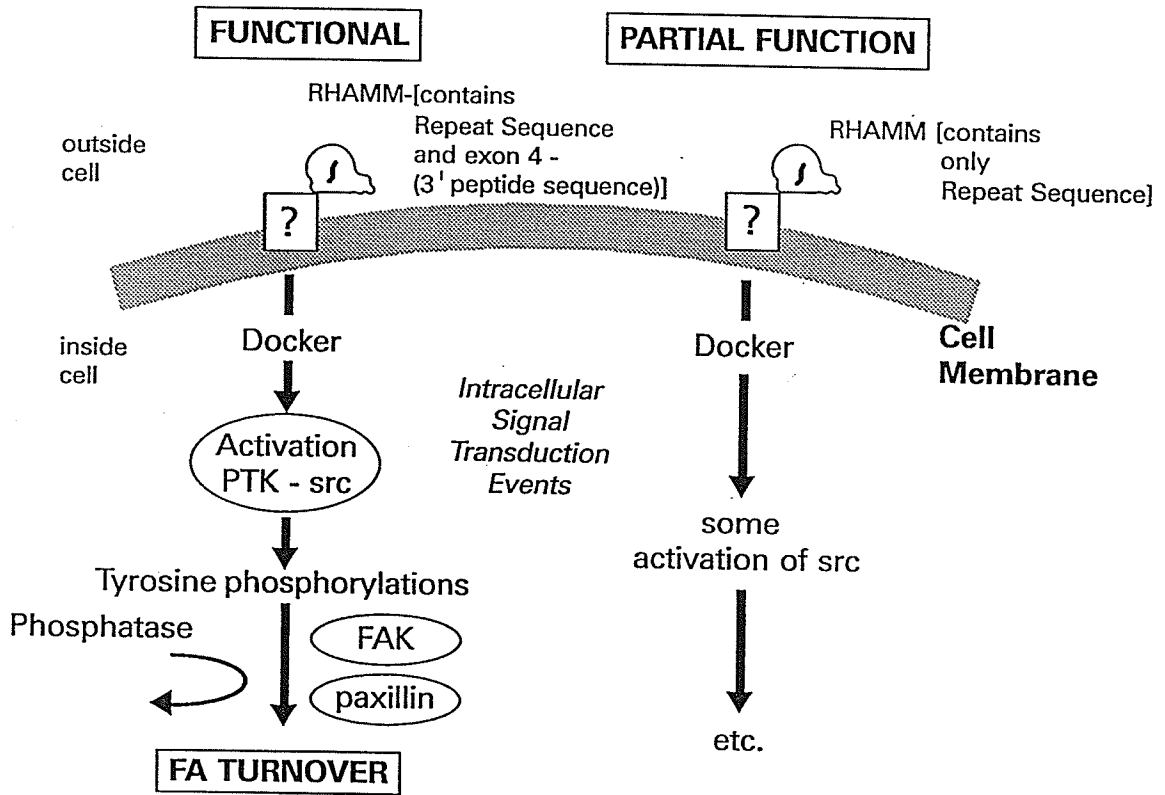 FUNCTIONAL
PARTIAL FUNCTION
RHAMM-[contains
Repeat Sequence
and exon 4 -
(3' peptide sequence)]
RHAMM [contains
only
Repeat Sequence]
outside
cell
?
?
inside
cell
Docker
Docker
Cell
Membrane
Intracellular
Signal
Transduction
Events
Activation
PTK - src
some
activation of src
Tyrosine phosphorylations
Phosphatase
FAK
paxillin
etc.
FA TURNOVER